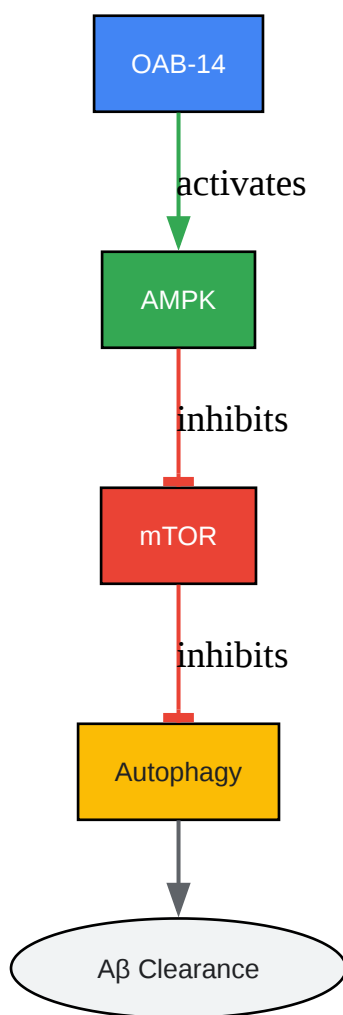 OAB-14
activates
AMPK
inhibits
mTOR
inhibits
Autophagy
Aβ Clearance